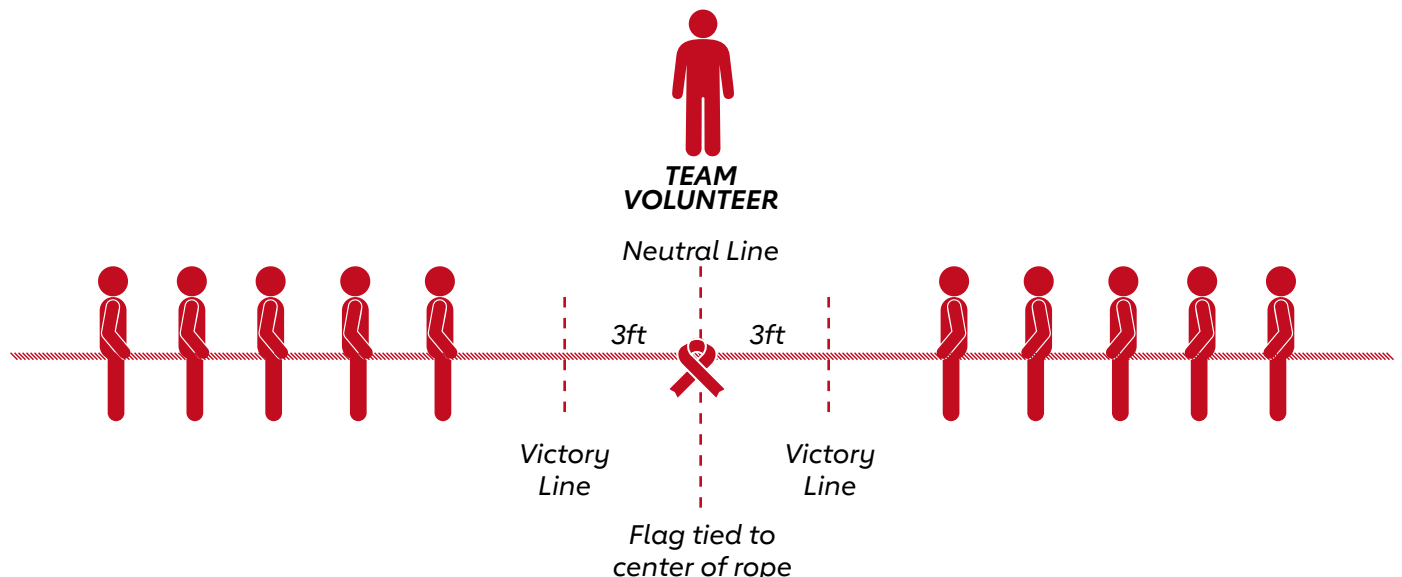 TEAM
VOLUNTEER
Neutral Line
3ft
3ft
Victory
Line
Victory
Line
Flag tied to
center of rope